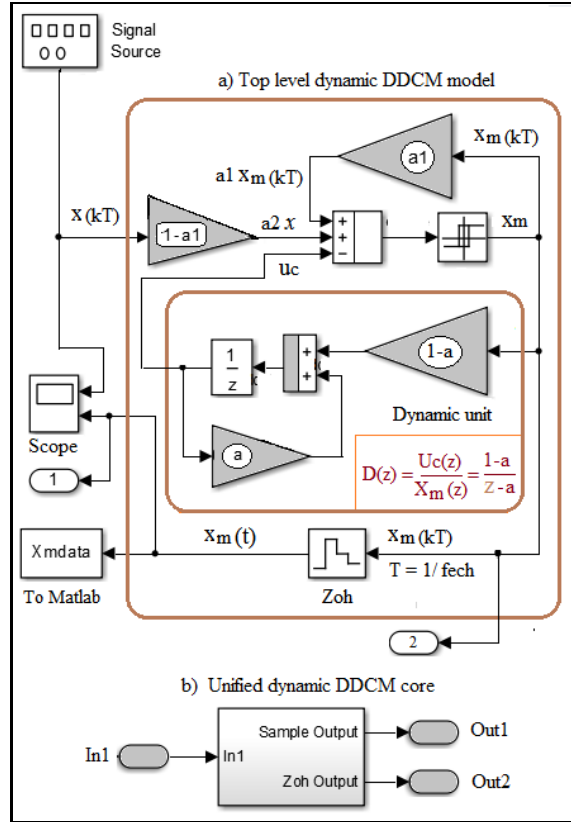 Signal
Source
a) Top level dynamic DDCM model
a1
Xm(kT)
a1 Xm(kT)
X(kT)
1-a1
a2 x
+
+
−
Xm
uc
1
z
+
+
1-a
a
Dynamic unit
D(z) = Uc(z) / Xm(z) = 1-a / z-a
Scope
1
xm(t)
Xm(kT)
Xmdata
T = 1/ fech
To Matlab
Zoh
2
b) Unified dynamic DDCM core
Sample Output
Out1
In1
In1
Zoh Output
Out2